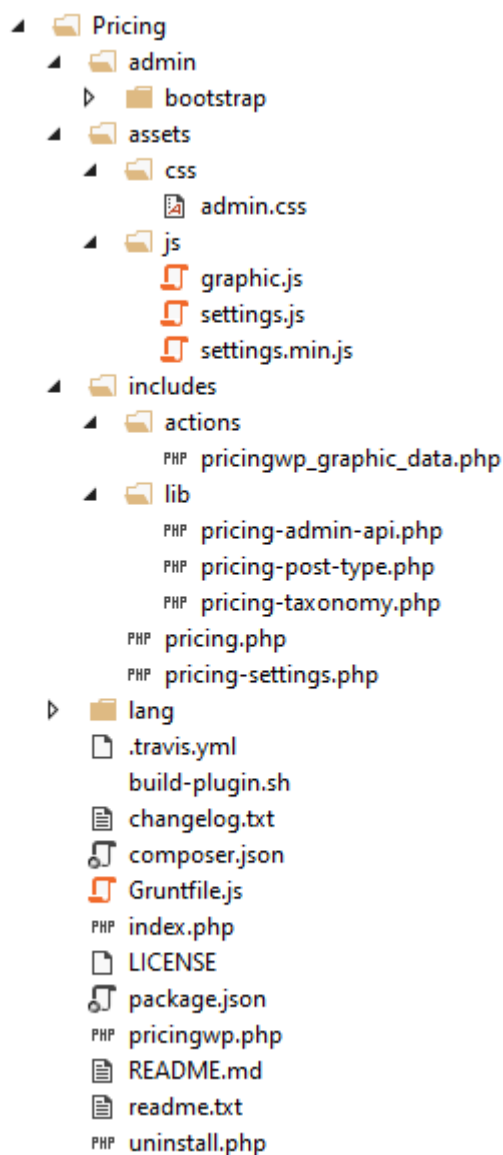 Pricing
admin
bootstrap
assets
css
admin.css
js
graphic.js
settings.js
settings.min.js
includes
actions
PHP pricingwp_graphic_data.php
lib
PHP pricing-admin-api.php
PHP pricing-post-type.php
PHP pricing-taxonomy.php
PHP pricing.php
PHP pricing-settings.php
lang
.travis.yml
build-plugin.sh
changelog.txt
composer.json
Gruntfile.js
PHP index.php
LICENSE
package.json
PHP pricingwp.php
README.md
readme.txt
PHP uninstall.php